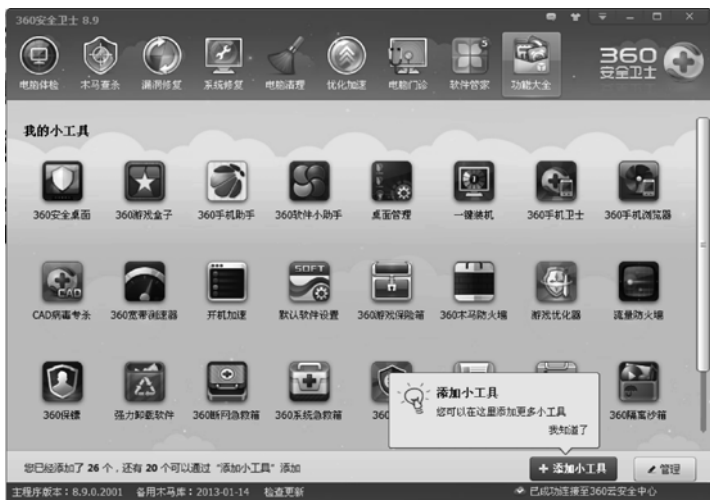 360安全卫士 8.9
电脑体检 木马查杀 漏洞修复 系统修复 电脑清理 优化加速 电脑门诊 软件管家 5 功能大全
360
安全卫士
我的小工具
360安全桌面 360游戏盒子 360手机助手 360软件小助手 桌面管理 一键装机 360手机卫士 360手机浏览器
CAD
SOFT
CAD病毒专杀 360宽带测速器 开机加速 默认软件设置 360游戏保险箱 360木马防火墙 游戏优化器 流量防火墙
360保镖 强力卸载软件 360断网急救箱 360系统急救箱 360 360隔离沙箱
添加小工具
您可以在这里添加更多小工具
我知道了
您已经添加了 26 个，还有 20 个可以通过 “添加小工具” 添加
添加小工具 管理
主程序版本：8.9.0.2001 备用木马库：2013-01-14 检查更新 已成功连接至360云安全中心